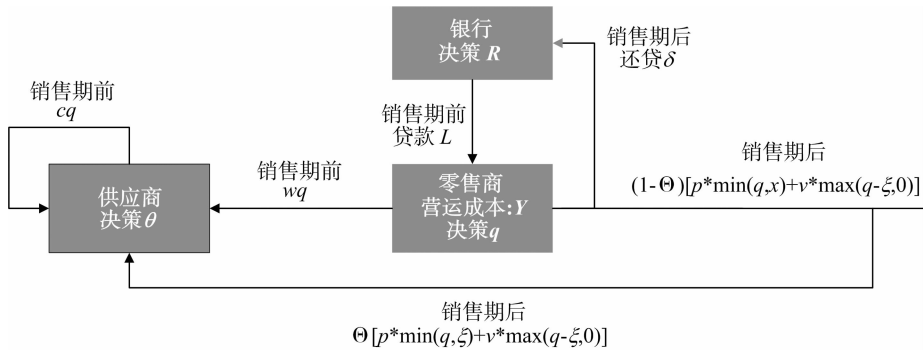 银行
决策 R
销售期后
还贷δ
销售期前
cq
销售期前
贷款 L
销售期前
wq
销售期后
(1-Θ)[p*min(q,x)+v*max(q-ξ,0)]
供应商
决策θ
零售商
营运成本:Y
决策q
销售期后
Θ[p*min(q,ξ)+v*max(q-ξ,0)]